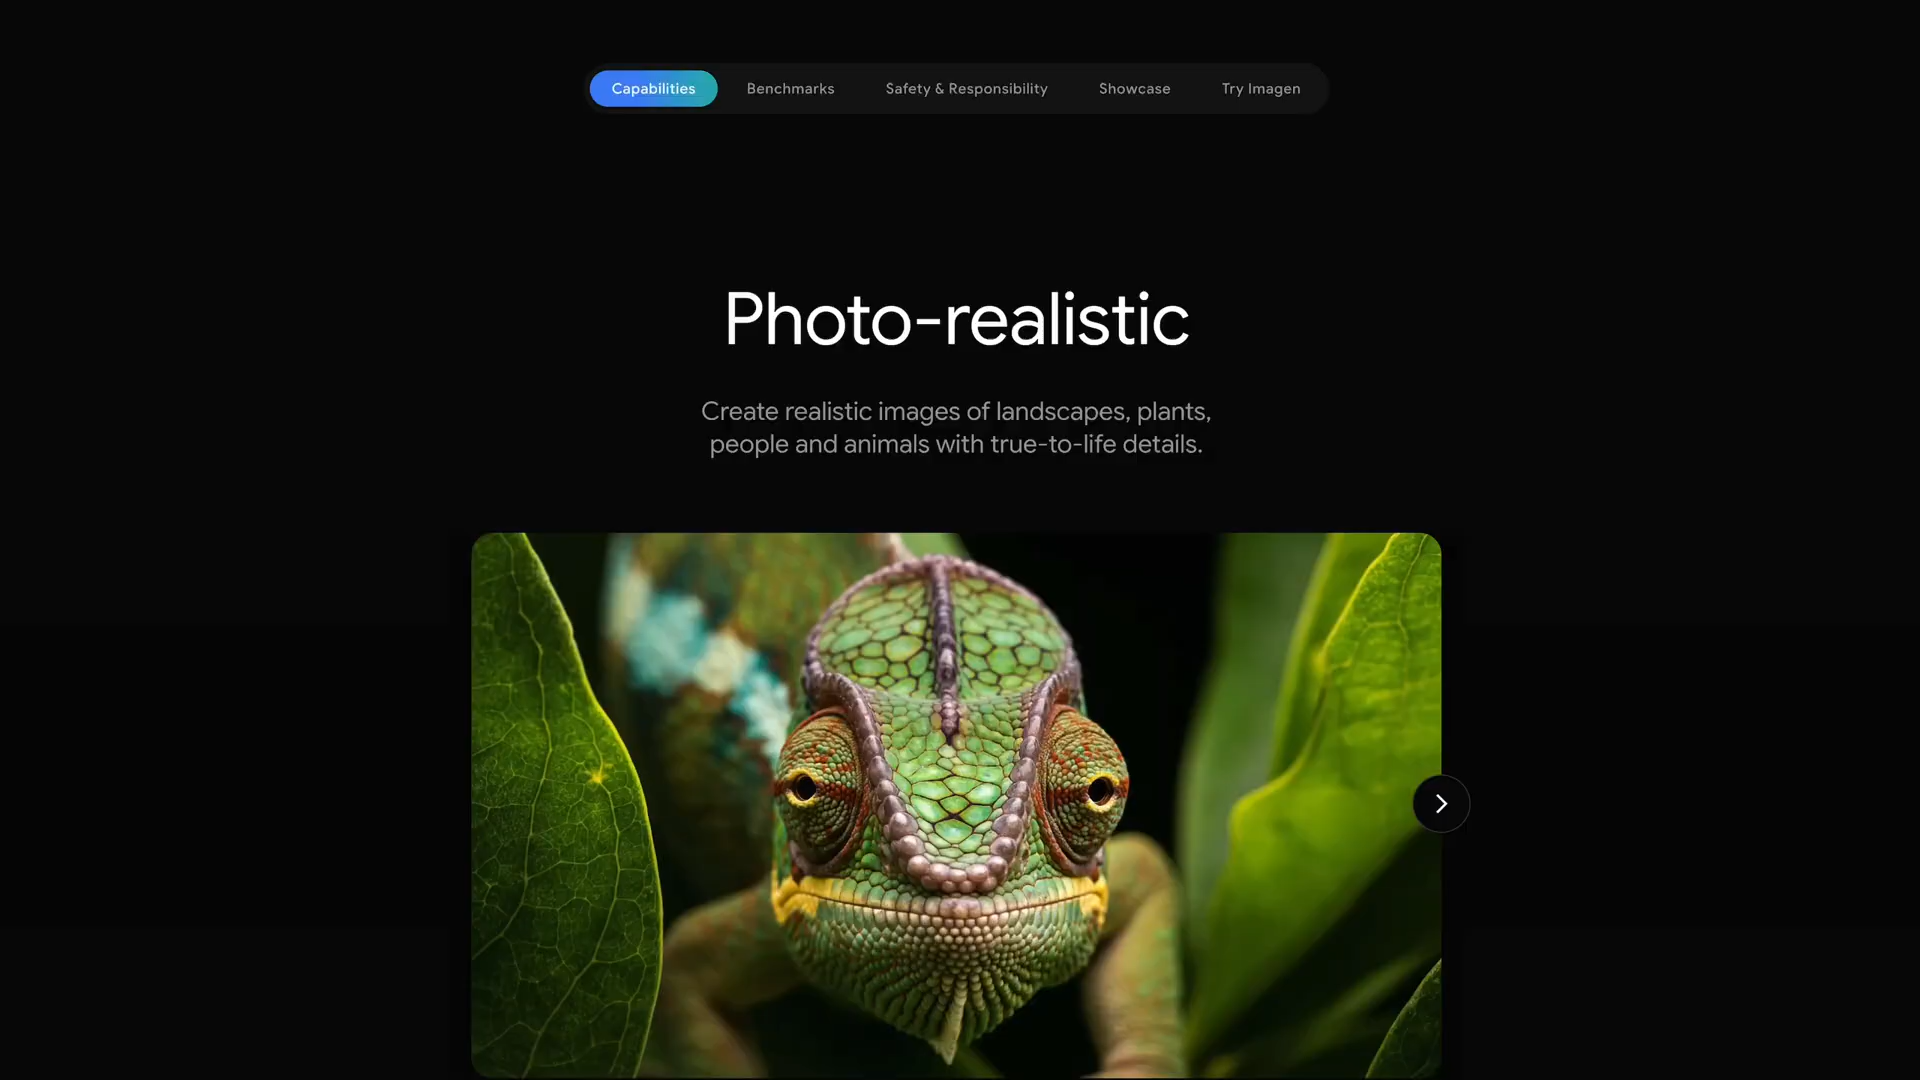 Capabilities
Benchmarks
Safety & Responsibility
Showcase
Try Imagen
Photo-realistic
Create realistic images of landscapes, plants,
people and animals with true-to-life details.